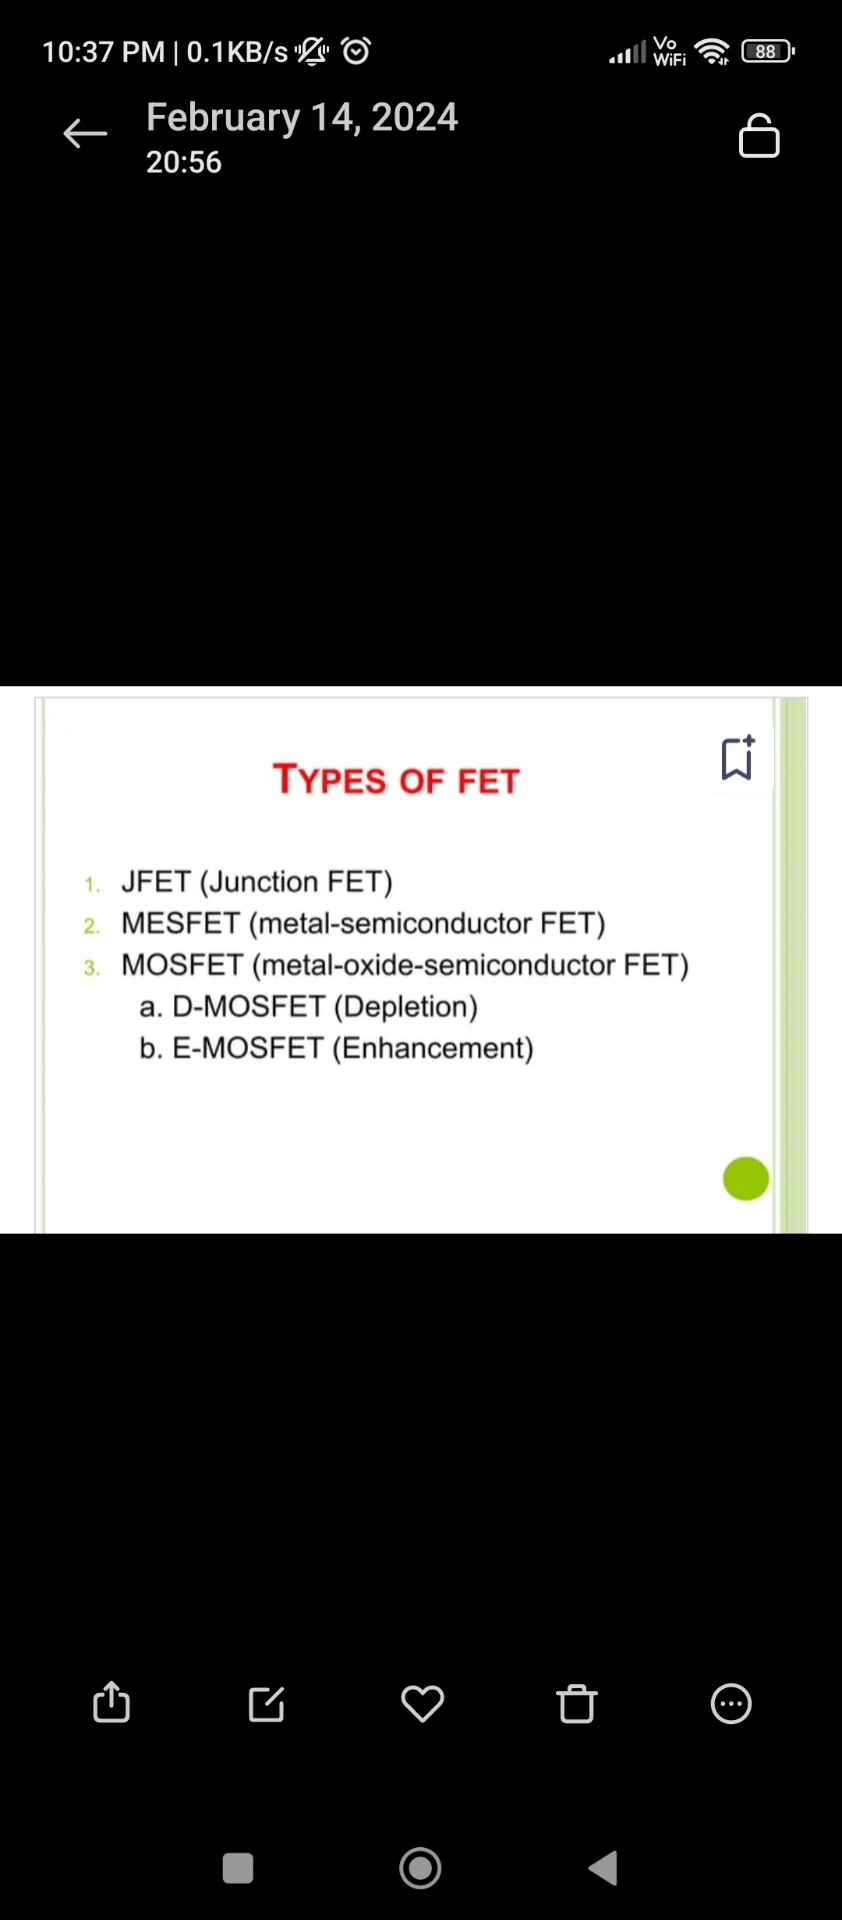 10:37 PM | 0.1KB/s
Vo
WiFi
88
February 14, 2024
20:56
TYPES OF FET
1. JFET (Junction FET)
2. MESFET (metal-semiconductor FET)
3. MOSFET (metal-oxide-semiconductor FET)
a. D-MOSFET (Depletion)
b. E-MOSFET (Enhancement)